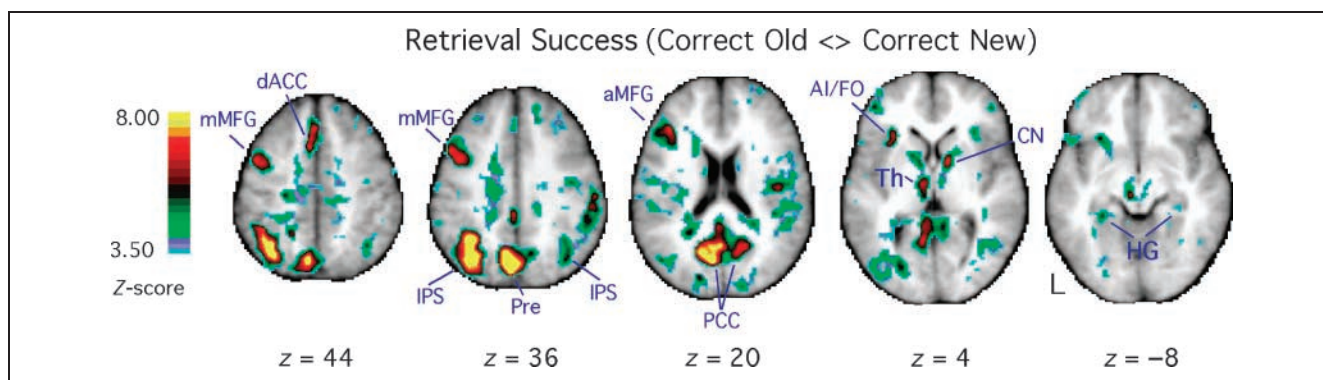 Retrieval Success (Correct Old <> Correct New)
8.00
3.50
Z-score
mMFG
dACC
mMFG
IPS
Pre
IPS
aMFG
PCC
AI/FO
CN
Th
HG
L
z = 44
z = 36
z = 20
z = 4
z = −8